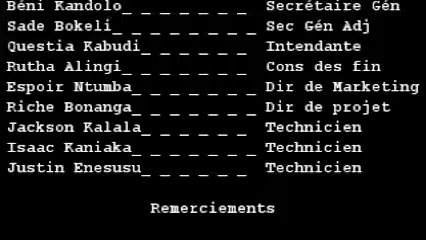 Béni Kandolo_ _ _ _ _ _ _ Secrétaire Gén
Sade Bokeli_ _ _ _ _ _ _ _ Sec Gén Adj
Questia Kabudi_ _ _ _ _ _ Intendante
Rutha Alingi_ _ _ _ _ _ _ Cons des fin
Espoir Ntumba_ _ _ _ _ _ _ Dir de Marketing
Riche Bonanga_ _ _ _ _ _ _ Dir de projet
Jackson Kalala_ _ _ _ _ _ Technicien
Isaac Kaniaka_ _ _ _ _ _ _ Technicien
Justin Enesusu_ _ _ _ _ _ Technicien
Remerciements